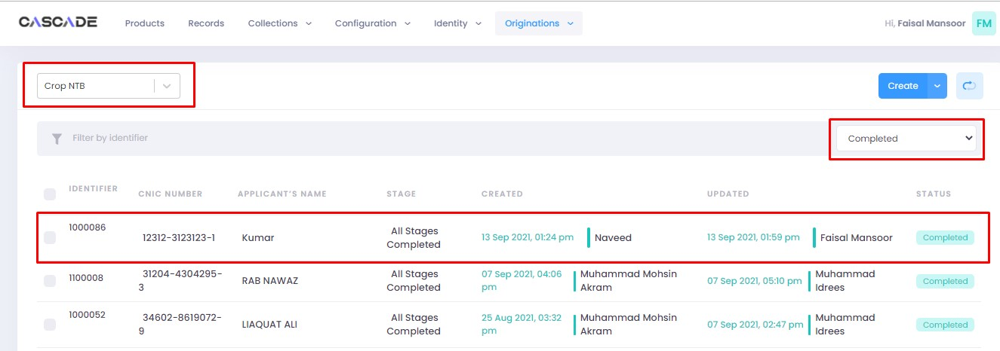 CASCADE Products Records Collections Configuration Identity Originations Hi, Faisal Mansoor FM
Crop NTB Create
Filter by identifier Completed
IDENTIFIER CNIC NUMBER APPLICANT'S NAME STAGE CREATED UPDATED STATUS
1000086 12312-3123123-1 Kumar All Stages Completed 13 Sep 2021, 01:24 pm Naveed 13 Sep 2021, 01:59 pm Faisal Mansoor Completed
1100008 31204-4304295-3 RAB NAWAZ All Stages Completed 07 Sep 2021, 04:06 pm Muhammad Mohsin Akram 07 Sep 2021, 05:10 pm Muhammad Idrees Completed
1000052 34602-8619072-9 LIAQUAT ALI All Stages Completed 25 Aug 2021, 03:32 pm Muhammad Mohsin Akram 07 Sep 2021, 02:47 pm Muhammad Idrees Completed